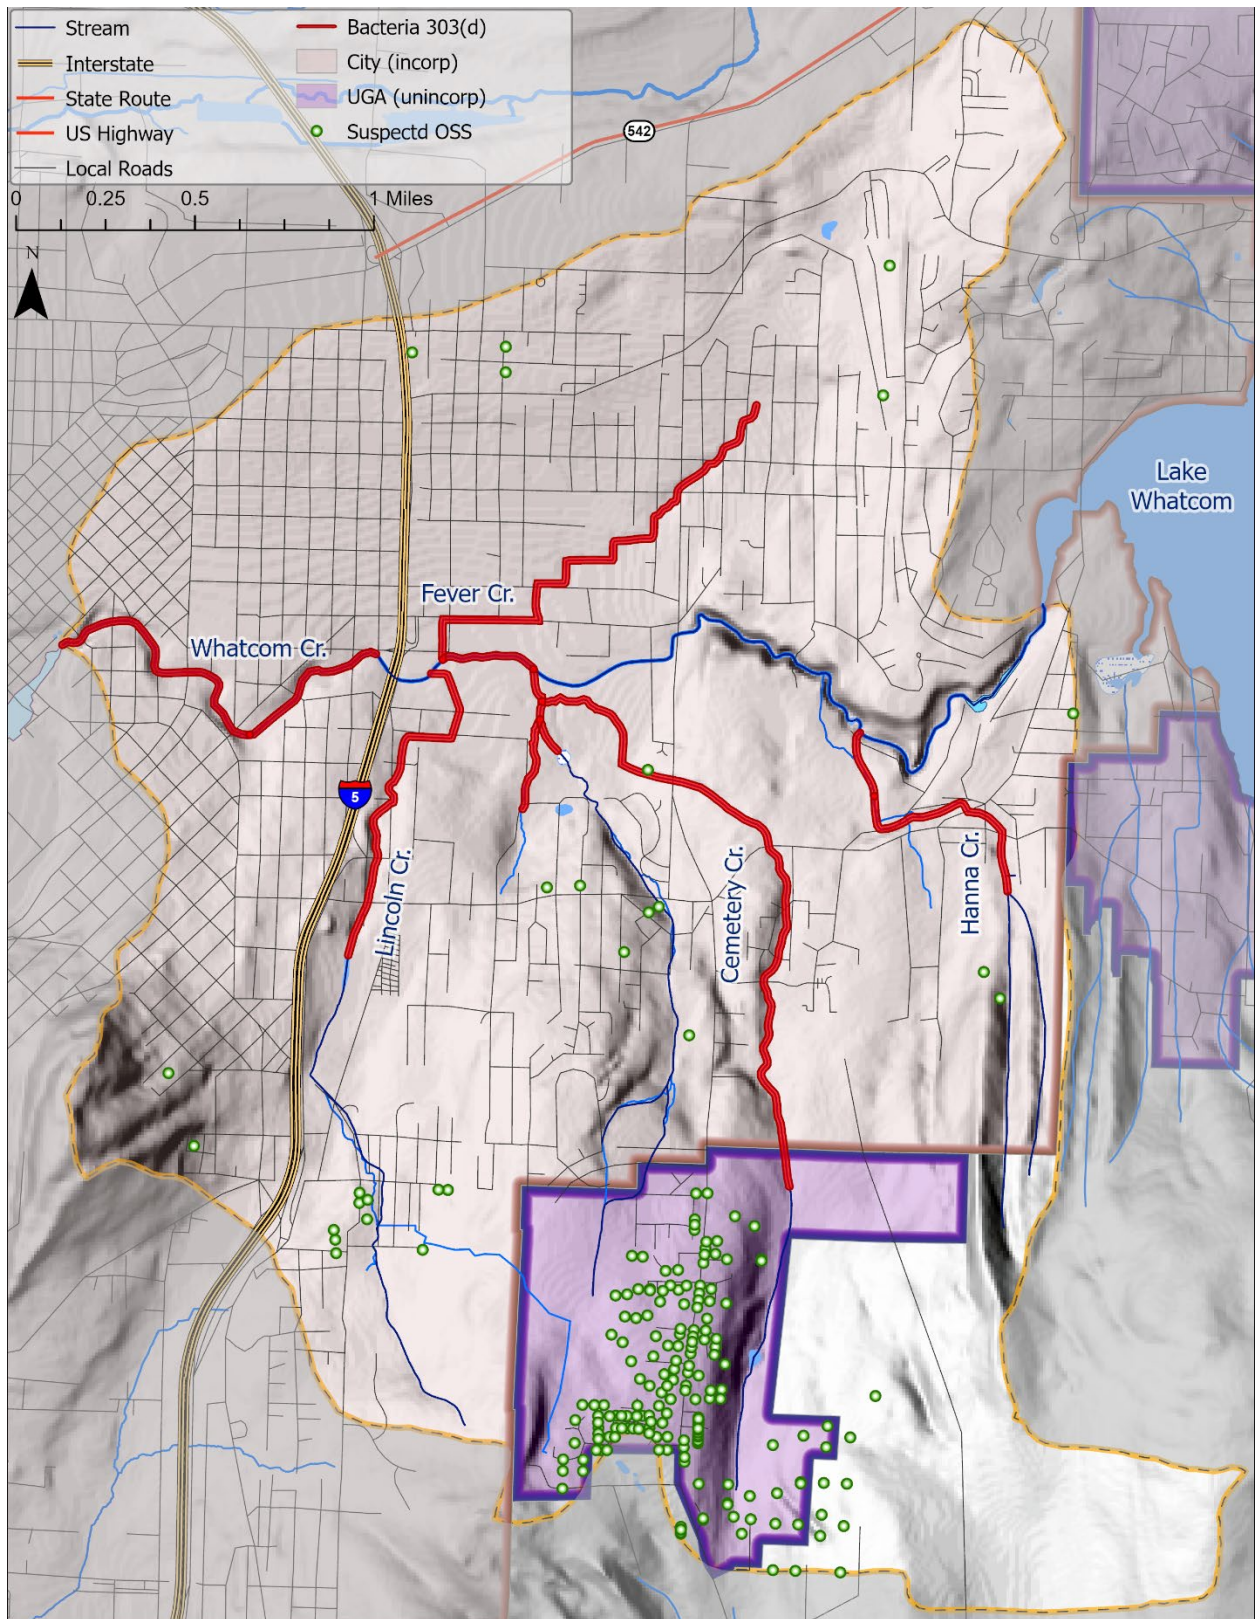 Stream
Interstate
State Route
US Highway
Local Roads
Bacteria 303(d)
City (incorp)
UGA (unincorp)
Suspectd OSS
0 0.25 0.5 1 Miles
N
542
Lake
Whatcom
Fever Cr.
Whatcom Cr.
5
Lincoln Cr.
Cemetery Cr.
Hanna Cr.